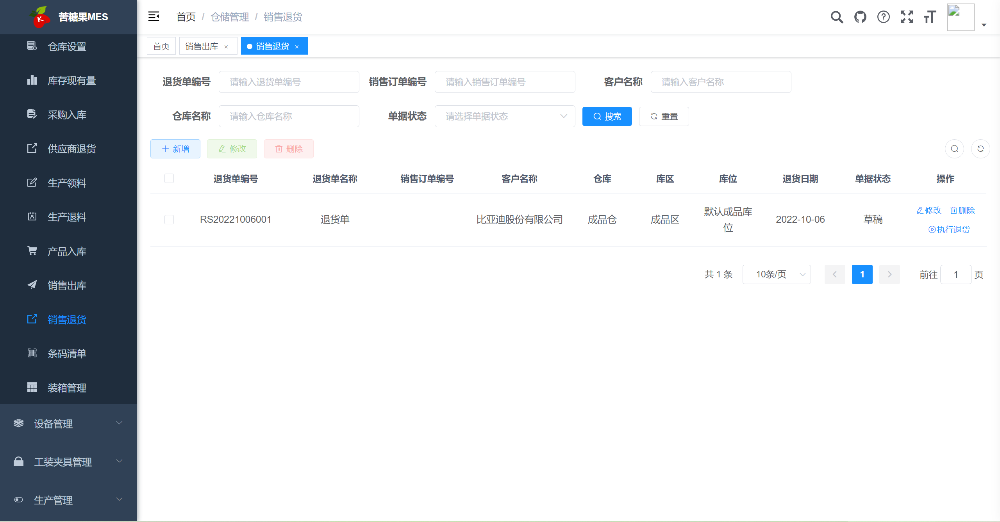 苦糖果MES
仓库设置
库存现有量
采购入库
供应商退货
生产领料
生产退料
产品入库
销售出库
销售退货
条码清单
装箱管理
设备管理
工装夹具管理
生产管理
首页 / 仓储管理 / 销售退货
首页 销售出库 × 销售退货 ×
退货单编号 请输入退货单编号 销售订单编号 请输入销售订单编号 客户名称 请输入客户名称
仓库名称 请输入仓库名称 单据状态 请选择单据状态 搜索 重置
新增 修改 删除
退货单编号 退货单名称 销售订单编号 客户名称 仓库 库区 库位 退货日期 单据状态 操作
RS20221006001 退货单 比亚迪股份有限公司 成品仓 成品区 默认成品库位 2022-10-06 草稿 修改 删除
执行退货
共 1 条 10条/页 1 前往 1 页